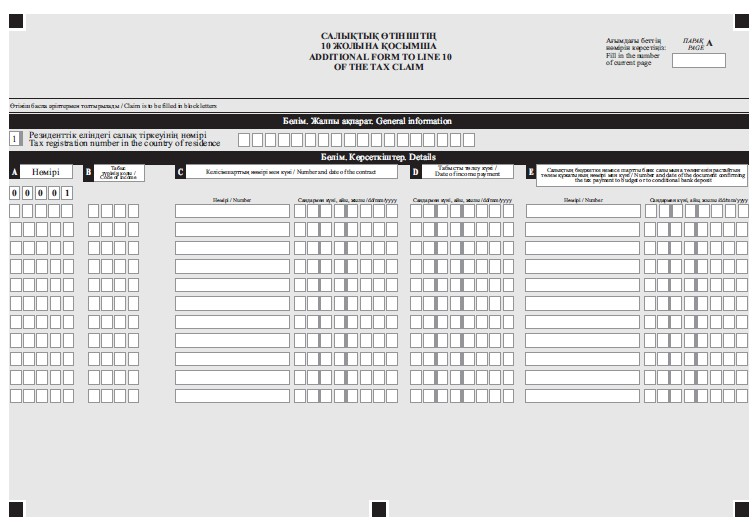 САЛЫҚТЫҚ ӨТІНІШТІҢ
10 ЖОЛЫНА ҚОСЫМША
ADDITIONAL FORM TO LINE 10
OF THE TAX CLAIM
Ағымдағы беттің
нөмірін көрсетіңіз:
Fill in the number
of current page
ПАРАҚ
PAGE A
Өтініш баспа әріптермен толтырылады / Claim is to be filled in block letters
Бөлім. Жалпы ақпарат. General information
1
Резиденттік еліндегі салық тіркеуінің нөмірі
Tax registration number in the country of residence
Бөлім. Көрсеткіштер. Details
A Нөмірі
B Табыс
түрінің коды /
Code of income
C Келісімшарттың нөмірі мен күні / Number and date of the contract
D Табысты төлеу күні /
Date of income payment
E Салықтың бюджетке немесе шартты банк салымына төленгенін растайтын
төлем құжатының нөмірі мен күні / Number and date of the document confirming
the tax payment to budget or to conditional bank deposit
0 0 0 0 1
Нөмірі / Number
Сандармен күні, айы, жылы /dd/mm/yyyy
Сандармен күні, айы, жылы /dd/mm/yyyy
Нөмірі / Number
Сандармен күні, айы, жылы /dd/mm/yyyy